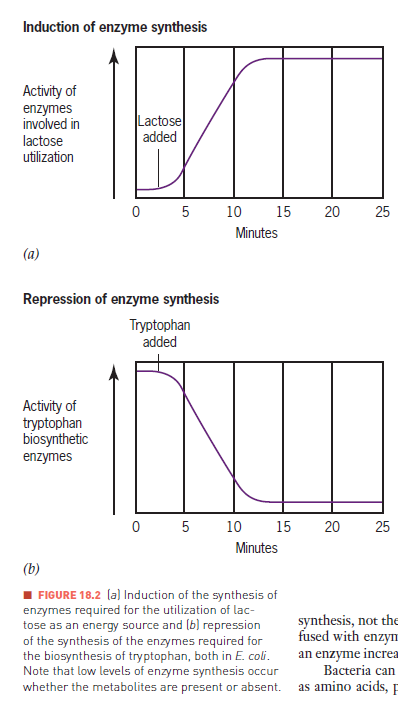 Induction of enzyme synthesis
Activity of
enzymes
involved in
lactose
utilization
Lactose
added
0 5 10 15 20 25
Minutes
(a)
Repression of enzyme synthesis
Tryptophan
added
Activity of
tryptophan
biosynthetic
enzymes
0 5 10 15 20 25
Minutes
(b)
FIGURE 18.2 (a) Induction of the synthesis of
enzymes required for the utilization of lac-
tose as an energy source and (b) repression
of the synthesis of the enzymes required for
the biosynthesis of tryptophan, both in E. coli.
Note that low levels of enzyme synthesis occur
whether the metabolites are present or absent.
synthesis, not the
fused with enzym
an enzyme increa
Bacteria can
as amino acids, p